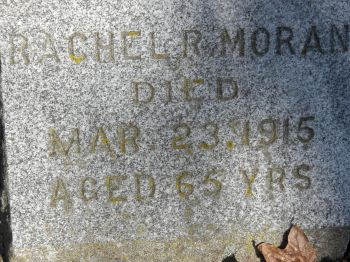 RACHEL R. MORAN
DIED
MAR. 23, 1915
AGED 65 YRS